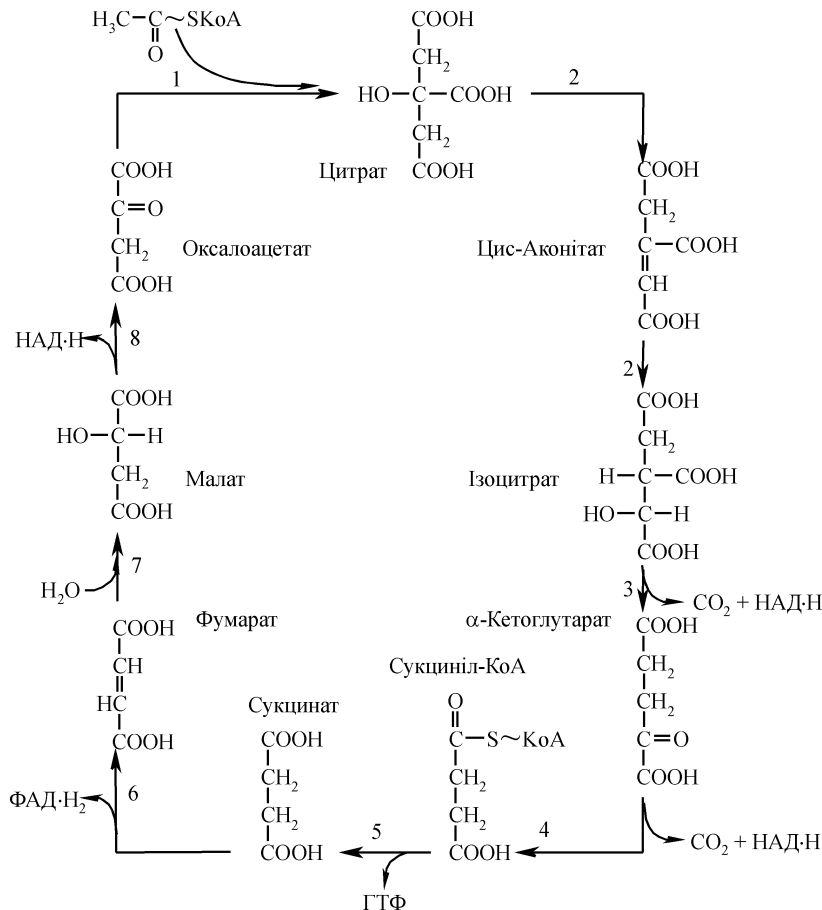 H₃C–C~SKoA
O
1
COOH
CH₂
HO–C–COOH
CH₂
COOH
Цитрат
2
COOH
C=O
CH₂
COOH
Оксалоацетат
COOH
CH₂
C–COOH
CH
COOH
Цис-Аконітат
НАД·Н
8
2
COOH
HO–C–H
CH₂
COOH
Малат
COOH
CH₂
H–C–COOH
HO–C–H
COOH
Ізоцитрат
H₂O
7
3
CO₂ + НАД·Н
COOH
CH
HC
COOH
Фумарат
α-Кетоглутарат
COOH
CH₂
CH₂
C=O
COOH
Сукциніл-КоА
O
C–S~KoA
CH₂
CH₂
COOH
Сукцинат
COOH
CH₂
CH₂
COOH
ФАД·Н₂
6
5
4
CO₂ + НАД·Н
ГТФ